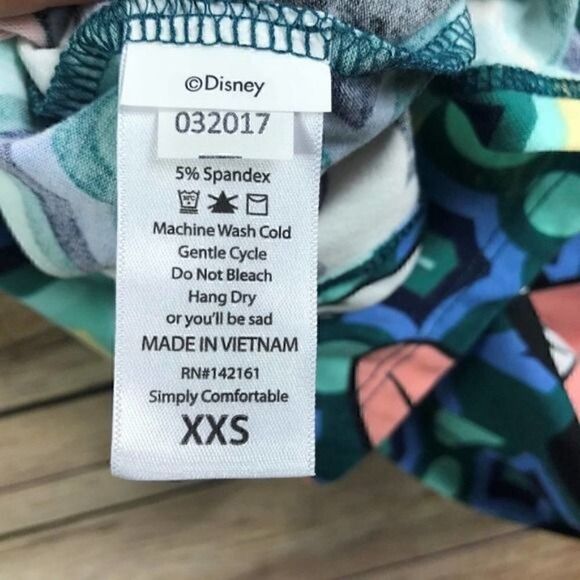 ©Disney
032017
5% Spandex
Machine Wash Cold
Gentle Cycle
Do Not Bleach
Hang Dry
or you'll be sad
MADE IN VIETNAM
RN#142161
Simply Comfortable
XXS